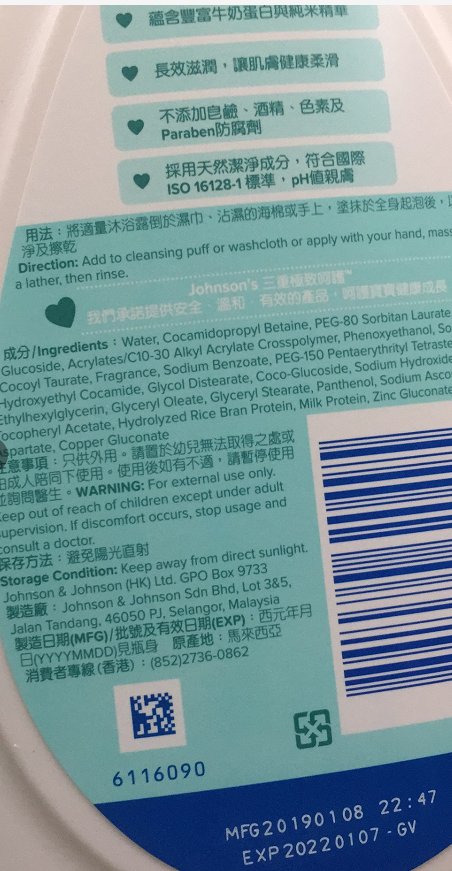 蘊含豐富牛奶蛋白與純米精華
長效滋潤，讓肌膚健康柔滑
不添加皂鹼、酒精、色素及
Paraben防腐劑
採用天然潔淨成分，符合國際
ISO 16128-1 標準，pH值親膚
用法：將適量沐浴露倒於濕巾、沾濕的海棉或手上，塗抹於全身起泡後，以
淨及擦乾
Direction: Add to cleansing puff or washcloth or apply with your hand, mass
a lather, then rinse.
Johnson's 三重極致呵護™
我們承諾提供安全、溫和、有效的產品，呵護寶寶健康成長
成分/Ingredients：Water, Cocamidopropyl Betaine, PEG-80 Sorbitan Laurate
Glucoside, Acrylates/C10-30 Alkyl Acrylate Crosspolymer, Phenoxyethanol, So
Cocoyl Taurate, Fragrance, Sodium Benzoate, PEG-150 Pentaerythrityl Tetraste
Hydroxyethyl Cocamide, Glycol Distearate, Coco-Glucoside, Sodium Hydroxide
Ethylhexylglycerin, Glyceryl Oleate, Glyceryl Stearate, Panthenol, Sodium Asco
Tocopheryl Acetate, Hydrolyzed Rice Bran Protein, Milk Protein, Zinc Gluconate
spartate, Copper Gluconate
意事項：只供外用。請置於幼兒無法取得之處或
由成人陪同下使用。使用後如有不適，請暫停使用
並詢問醫生。WARNING: For external use only.
Keep out of reach of children except under adult
supervision. If discomfort occurs, stop usage and
consult a doctor.
保存方法：避免陽光直射
Storage Condition: Keep away from direct sunlight.
Johnson & Johnson (HK) Ltd. GPO Box 9733
製造廠：Johnson & Johnson Sdn Bhd, Lot 3&5,
Jalan Tandang, 46050 PJ, Selangor, Malaysia
製造日期(MFG)/批號及有效日期(EXP)：西元年月
日(YYYYMMDD)見瓶身 原產地：馬來西亞
消費者專線(香港)：(852)2736-0862
6116090
MFG20190108 22:47
EXP20220107-GV